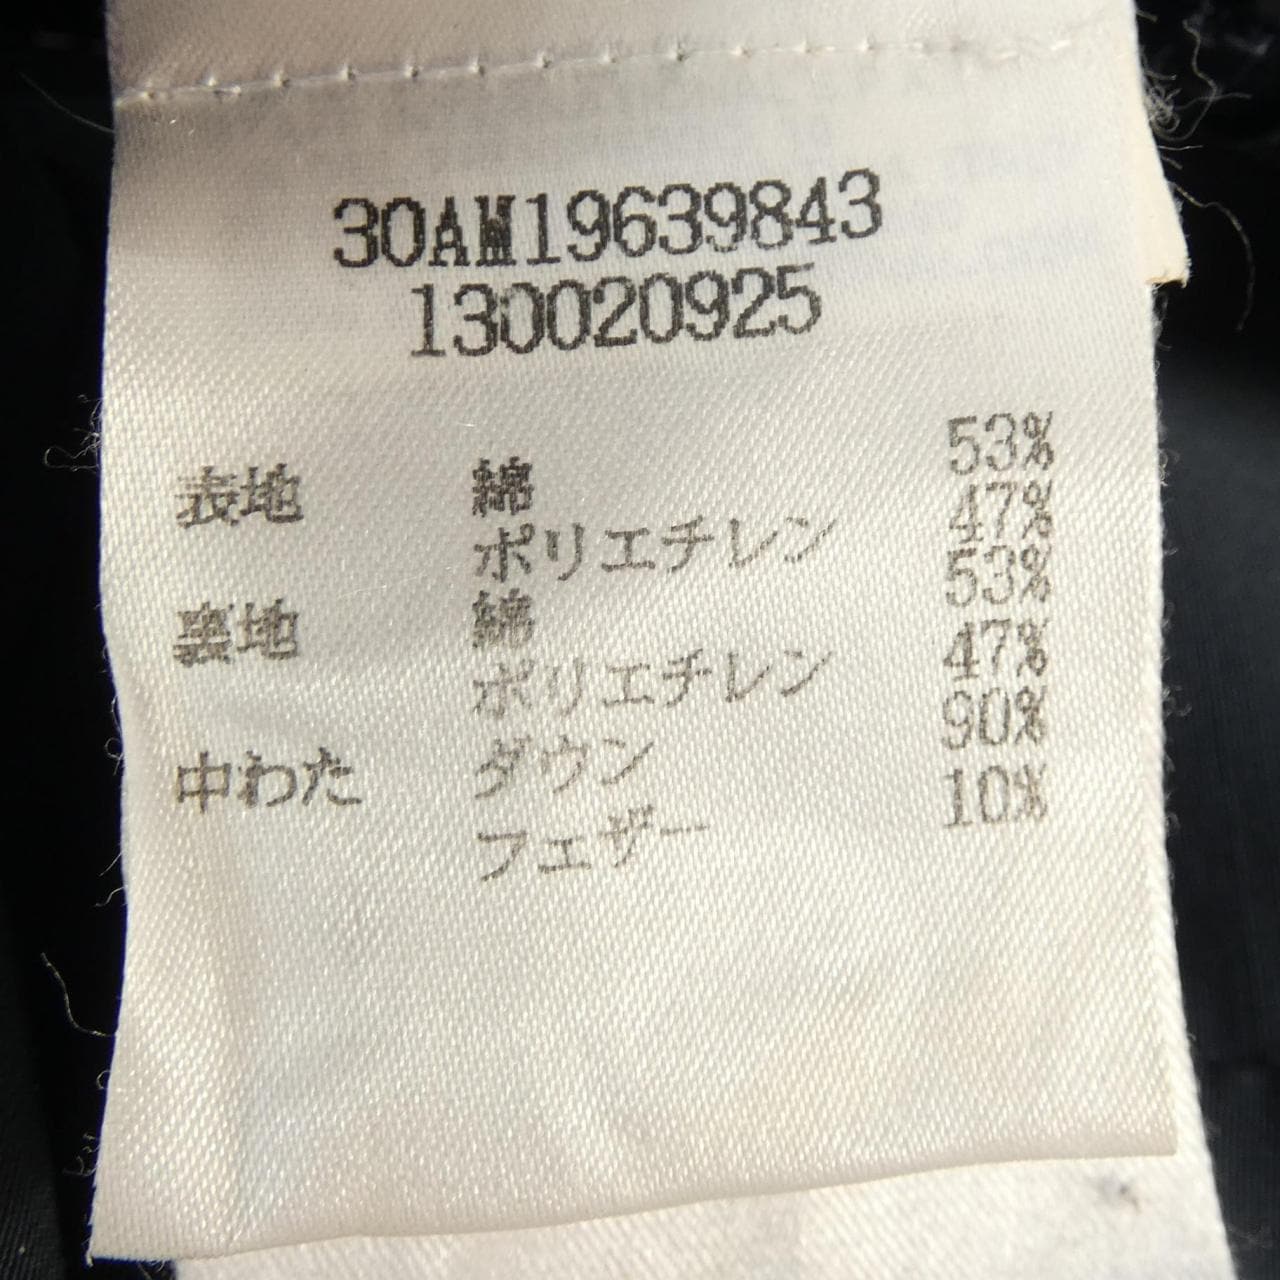 30AM19639843
130020925
表地 綿 53%
ポリエチレン 47%
裏地 綿 53%
ポリエチレン 47%
中わた ダウン 90%
フェザー 10%